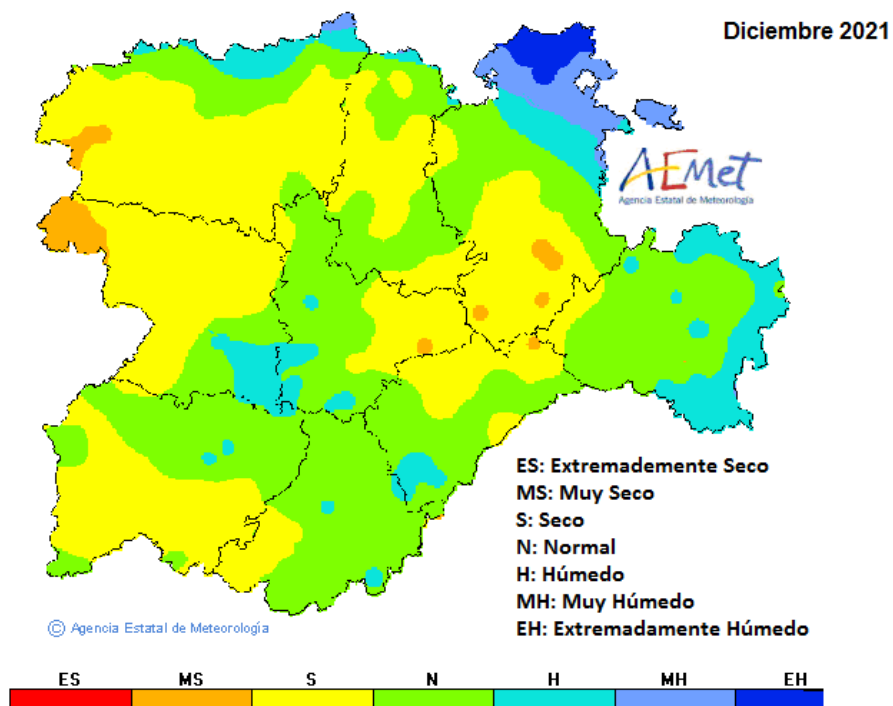 Diciembre 2021
AEMet
Agencia Estatal de Meteorología
ES: Extremademente Seco
MS: Muy Seco
S: Seco
N: Normal
H: Húmedo
MH: Muy Húmedo
EH: Extremadamente Húmedo
© Agencia Estatal de Meteorología
ES MS S N H MH EH